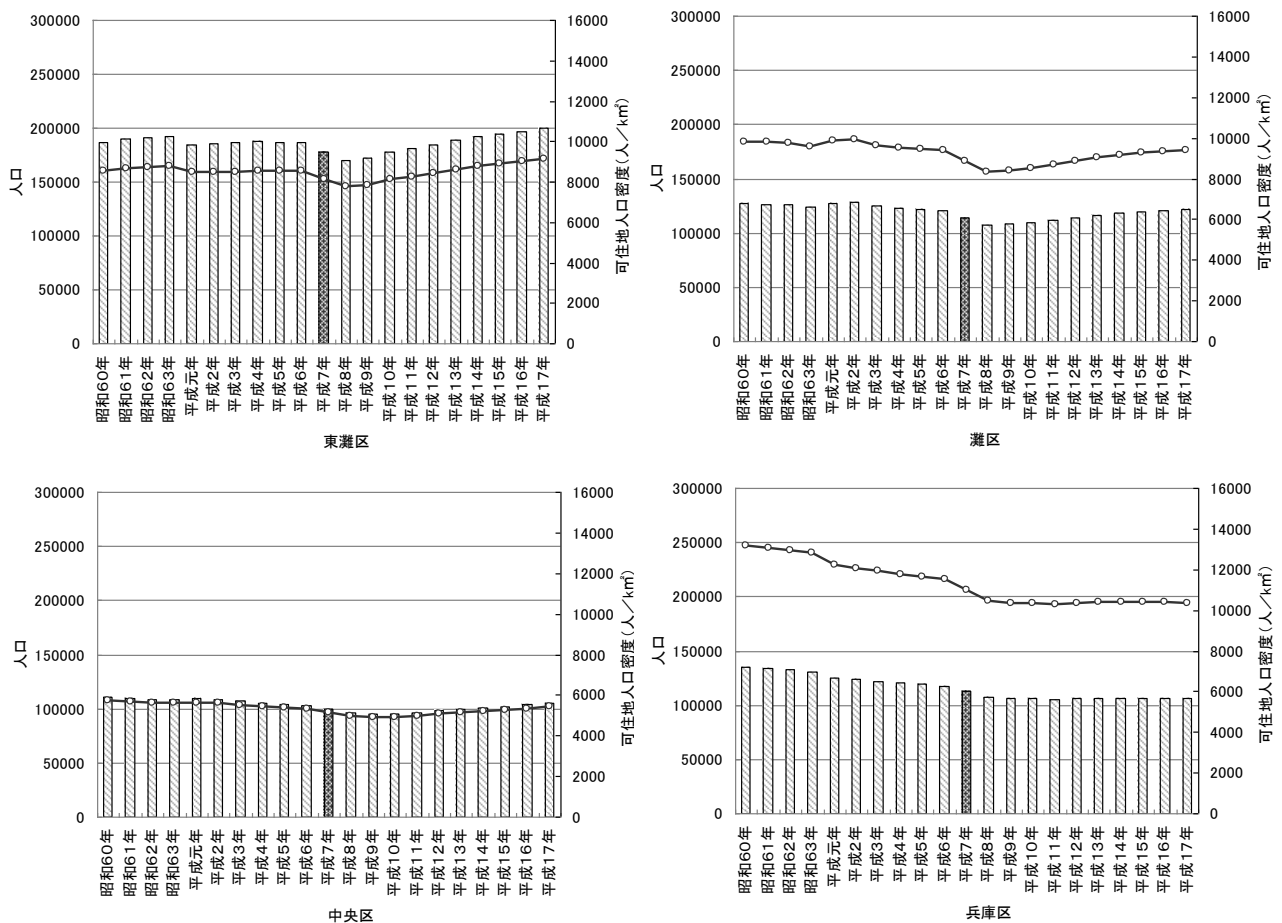 300000
250000
200000
150000
100000
50000
0
人口
16000
14000
12000
10000
8000
6000
4000
2000
0
可住地人口密度(人/k㎡)
昭和60年
昭和61年
昭和62年
昭和63年
平成元年
平成2年
平成3年
平成4年
平成5年
平成6年
平成7年
平成8年
平成9年
平成10年
平成11年
平成12年
平成13年
平成14年
平成15年
平成16年
平成17年
東灘区
300000
250000
200000
150000
100000
50000
0
人口
16000
14000
12000
10000
8000
6000
4000
2000
0
可住地人口密度(人/k㎡)
昭和60年
昭和61年
昭和62年
昭和63年
平成元年
平成2年
平成3年
平成4年
平成5年
平成6年
平成7年
平成8年
平成9年
平成10年
平成11年
平成12年
平成13年
平成14年
平成15年
平成16年
平成17年
灘区
300000
250000
200000
150000
100000
50000
0
人口
16000
14000
12000
10000
8000
6000
4000
2000
0
可住地人口密度(人/k㎡)
昭和60年
昭和61年
昭和62年
昭和63年
平成元年
平成2年
平成3年
平成4年
平成5年
平成6年
平成7年
平成8年
平成9年
平成10年
平成11年
平成12年
平成13年
平成14年
平成15年
平成16年
平成17年
中央区
300000
250000
200000
150000
100000
50000
0
人口
16000
14000
12000
10000
8000
6000
4000
2000
0
可住地人口密度(人/k㎡)
昭和60年
昭和61年
昭和62年
昭和63年
平成元年
平成2年
平成3年
平成4年
平成5年
平成6年
平成7年
平成8年
平成9年
平成10年
平成11年
平成12年
平成13年
平成14年
平成15年
平成16年
平成17年
兵庫区